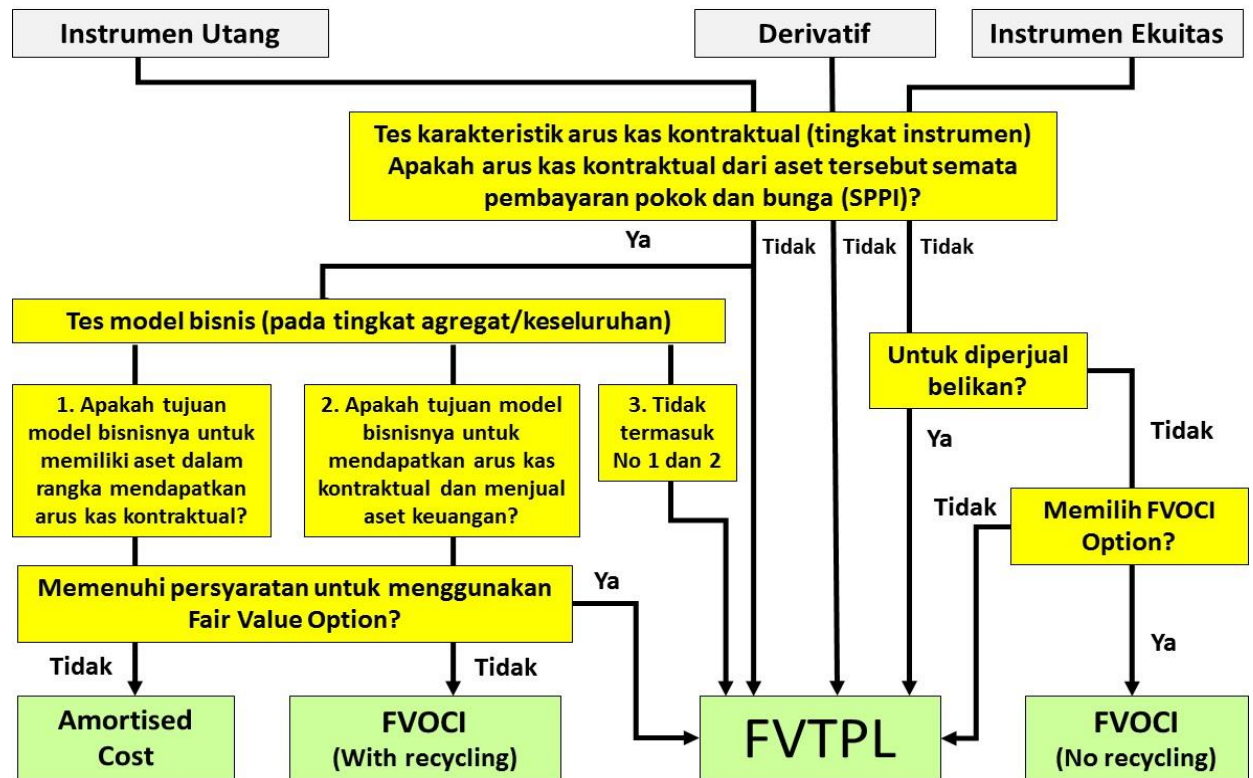 Instrumen Utang
Derivatif
Instrumen Ekuitas
Tes karakteristik arus kas kontraktual (tingkat instrumen)
Apakah arus kas kontraktual dari aset tersebut semata
pembayaran pokok dan bunga (SPPI)?
Ya
Tidak
Tidak
Tidak
Tes model bisnis (pada tingkat agregat/keseluruhan)
Untuk diperjual
belikan?
1. Apakah tujuan
model bisnisnya untuk
memiliki aset dalam
rangka mendapatkan
arus kas kontraktual?
2. Apakah tujuan model
bisnisnya untuk
mendapatkan arus kas
kontraktual dan menjual
aset keuangan?
3. Tidak
termasuk
No 1 dan 2
Ya
Tidak
Tidak
Memilih FVOCI
Option?
Memenuhi persyaratan untuk menggunakan
Fair Value Option?
Ya
Ya
Tidak
Tidak
Amortised
Cost
FVOCI
(With recycling)
FVTPL
FVOCI
(No recycling)